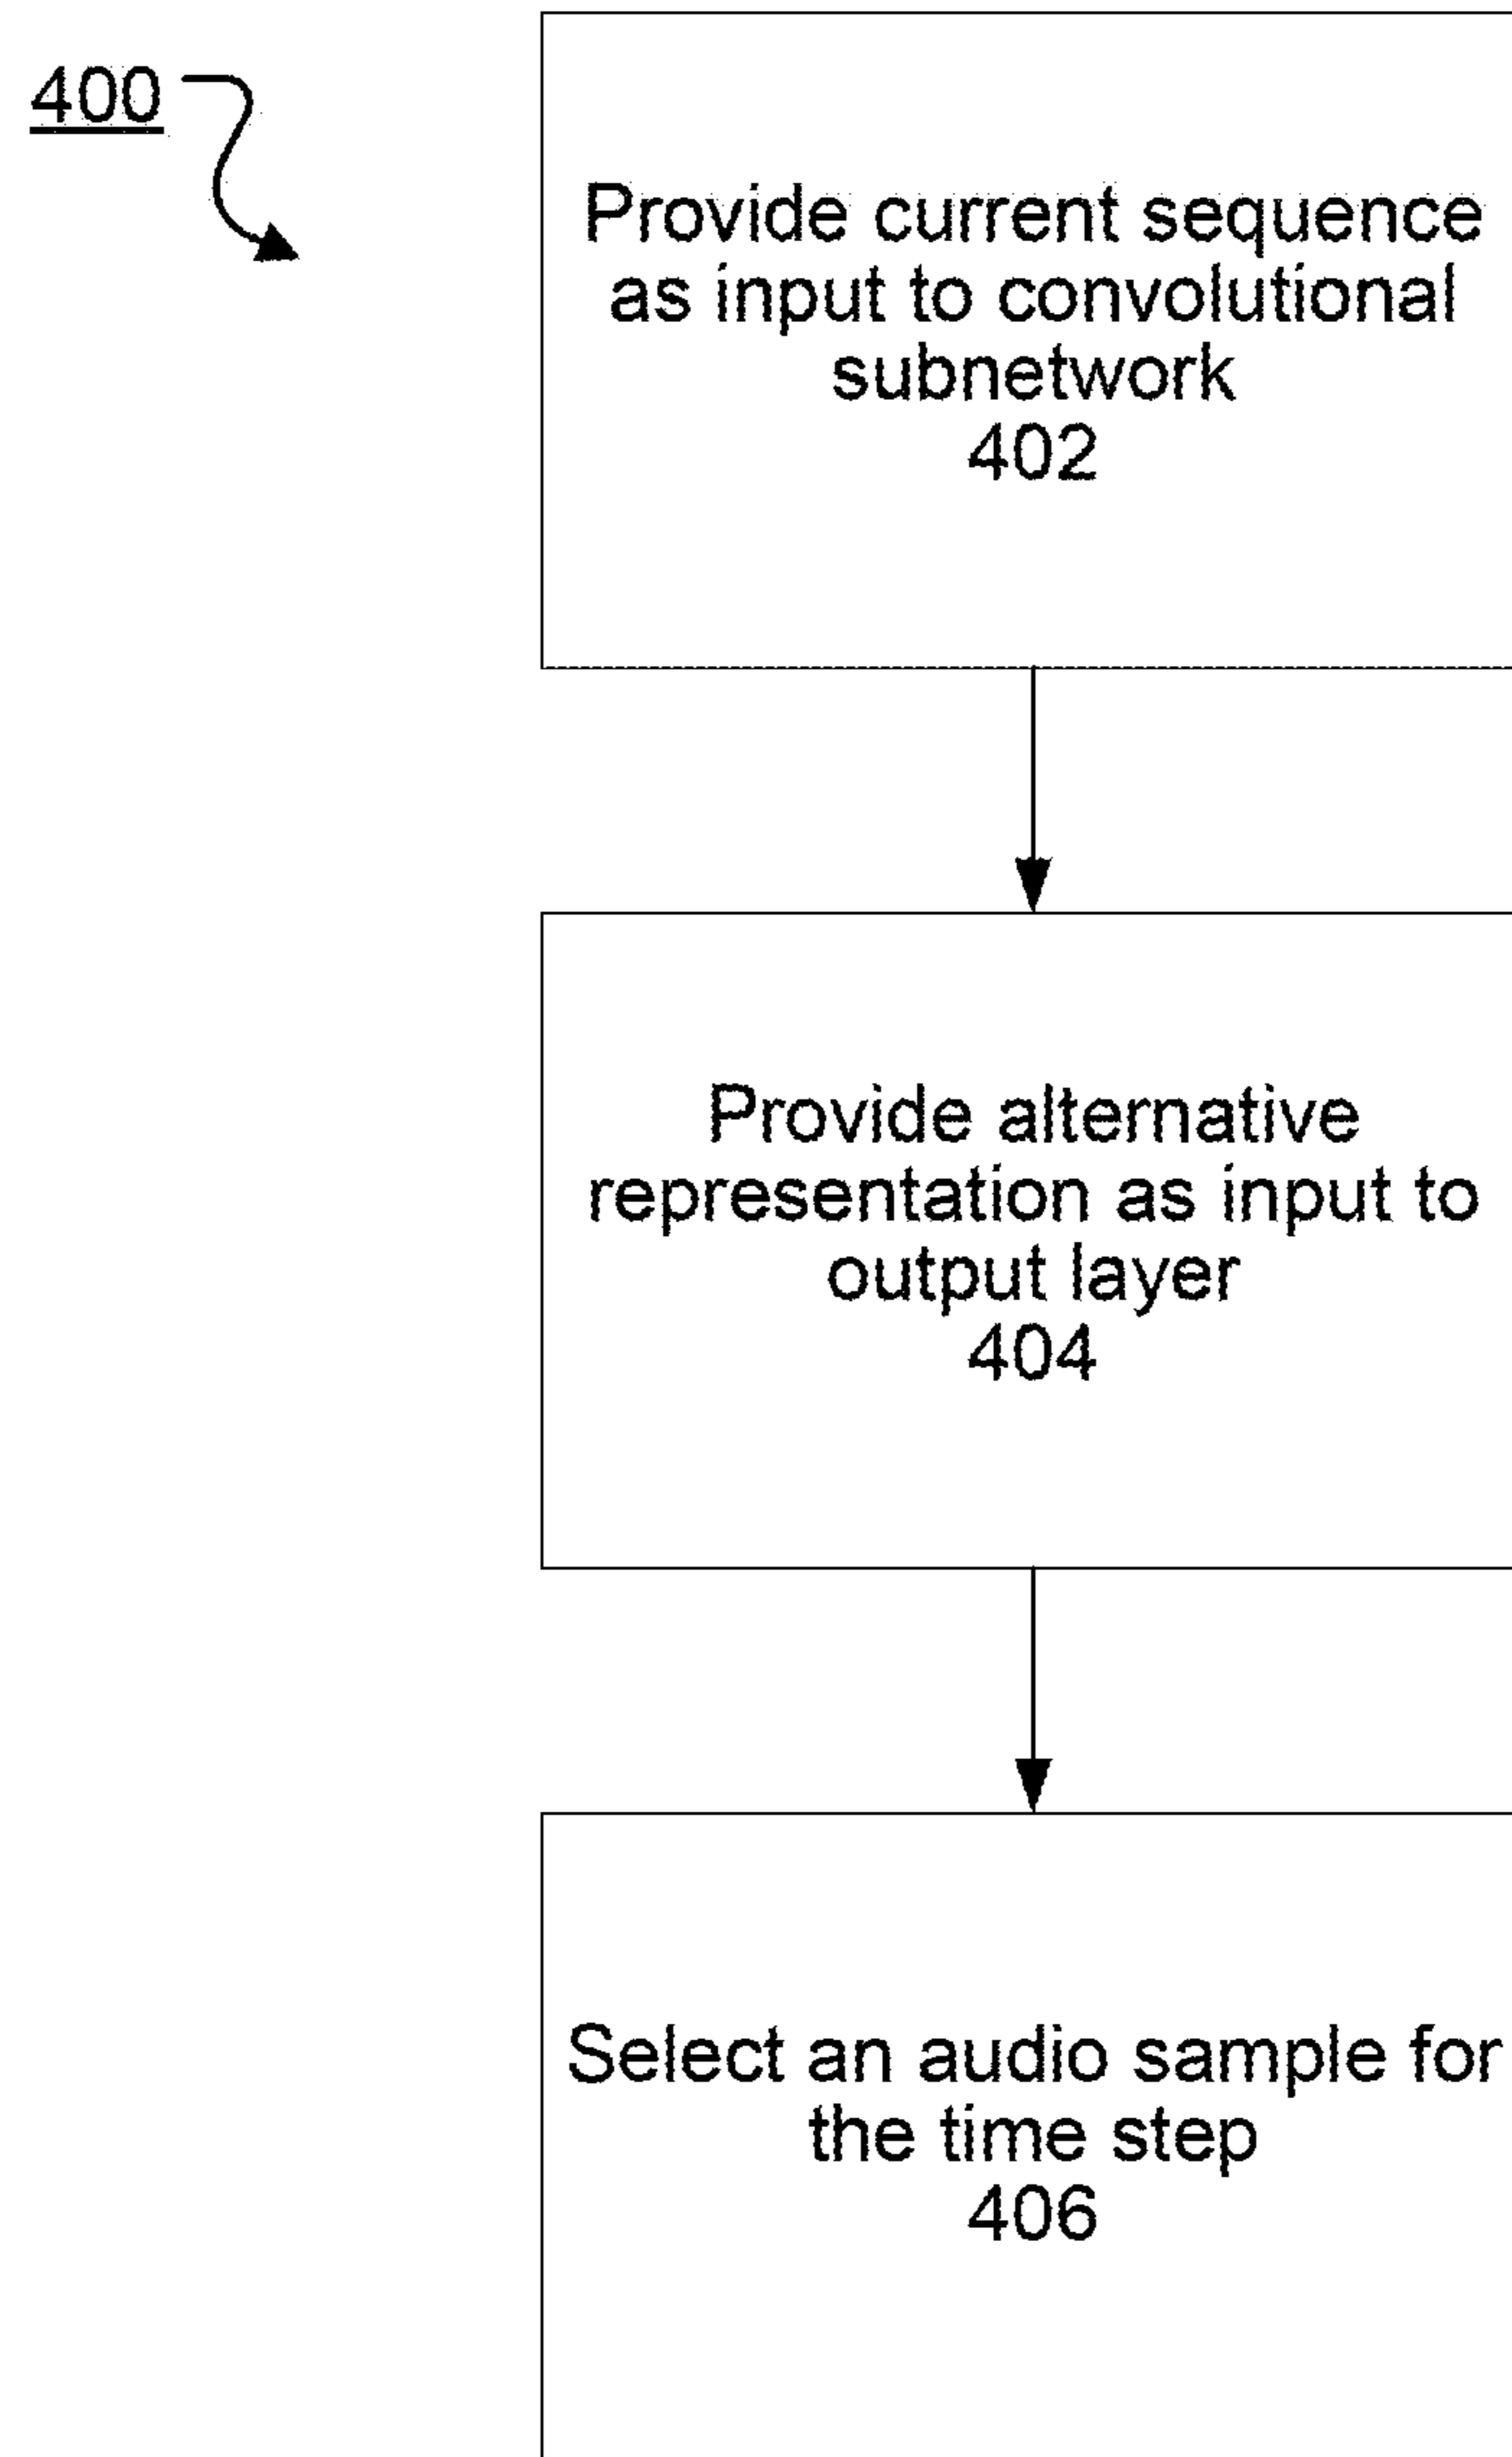 400
Provide current sequence
as input to convolutional
subnetwork
402
Provide alternative
representation as input to
output layer
404
Select an audio sample for
the time step
406